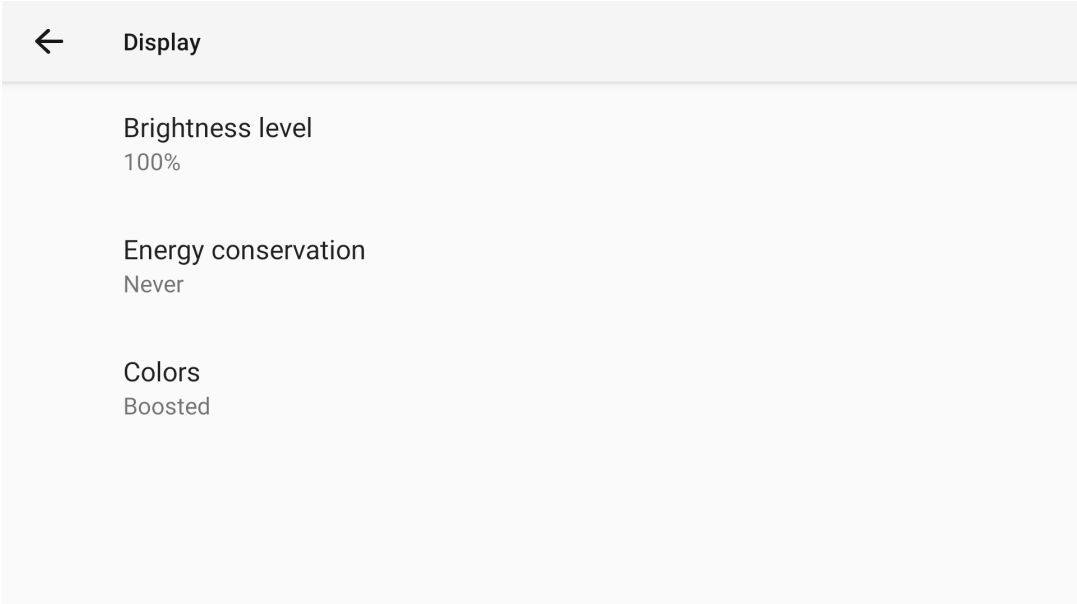 Display
Brightness level
100%
Energy conservation
Never
Colors
Boosted